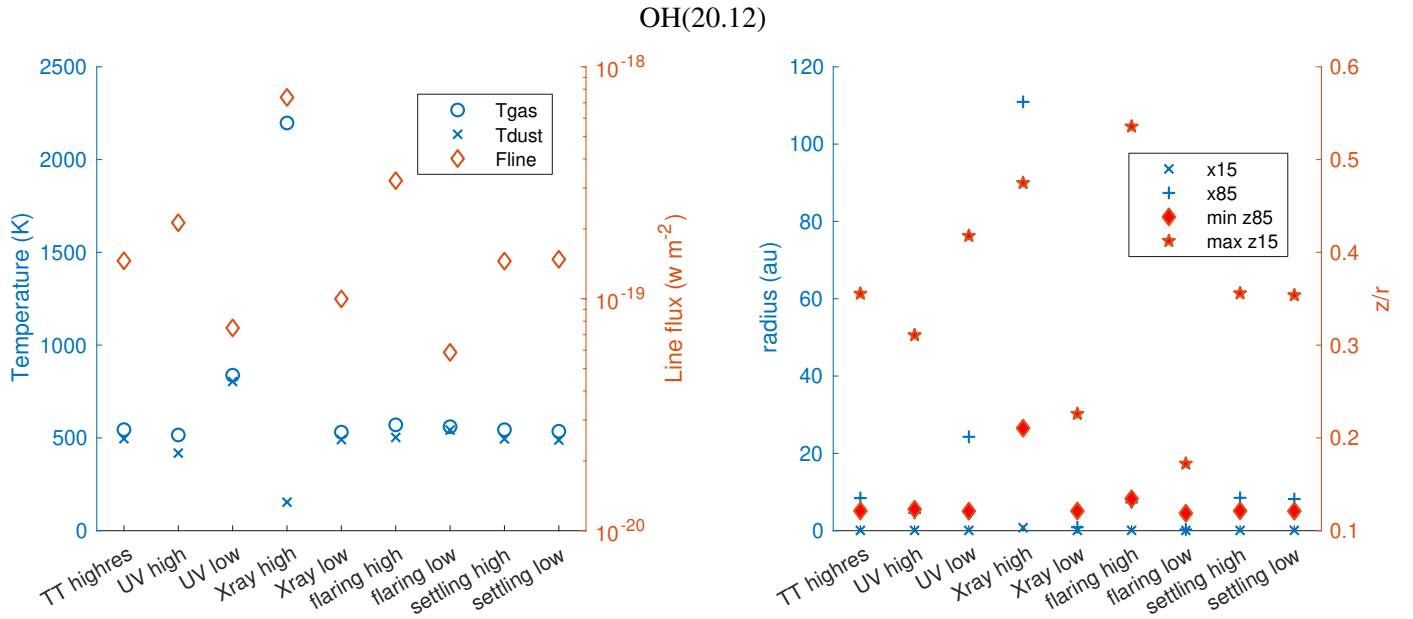 OH(20.12)
2500
2000
1500
1000
500
0
Temperature (K)
10-18
10-19
10-20
Line flux (w m-2 )
Tgas
Tdust
Fline
TT highres
UV high
UV low
Xray high
Xray low
flaring high
flaring low
settling high
settling low
120
100
80
60
40
20
0
radius (au)
0.6
0.5
0.4
0.3
0.2
0.1
z/r
x15
x85
min z85
max z15
TT highres
UV high
UV low
Xray high
Xray low
flaring high
flaring low
settling high
settling low